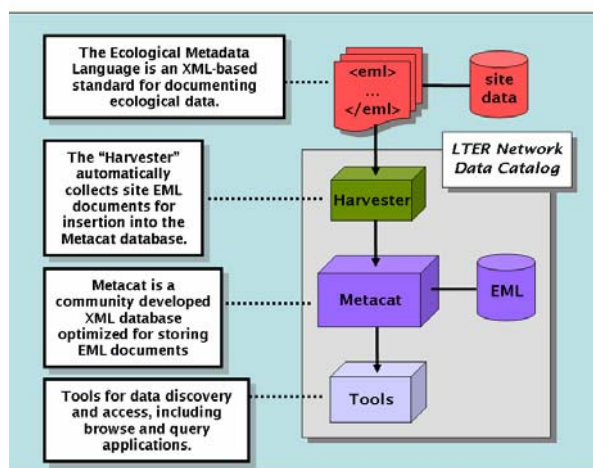 The Ecological Metadata
Language is an XML-based
standard for documenting
ecological data.
<eml>
...
</eml>
site
data
LTER Network
Data Catalog
The “Harvester”
automatically
collects site EML
documents for
insertion into the
Metacat database.
Harvester
Metacat is a
community developed
XML database
optimized for storing
EML documents
Metacat
EML
Tools for data discovery
and access, including
browse and query
applications.
Tools